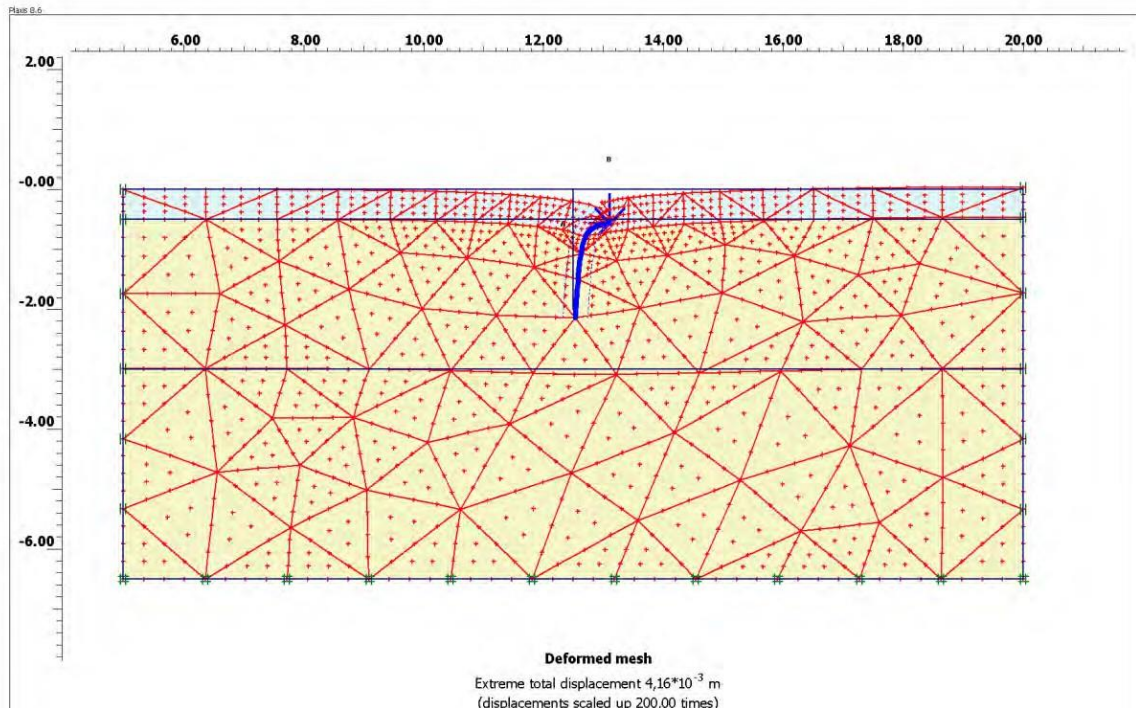 Plaxis 8.6
6.00 8.00 10.00 12.00 14.00 16.00 18.00 20.00
2.00
-0.00
-2.00
-4.00
-6.00
Deformed mesh
Extreme total displacement 4,16*10-3 m
(displacements scaled up 200.00 times)